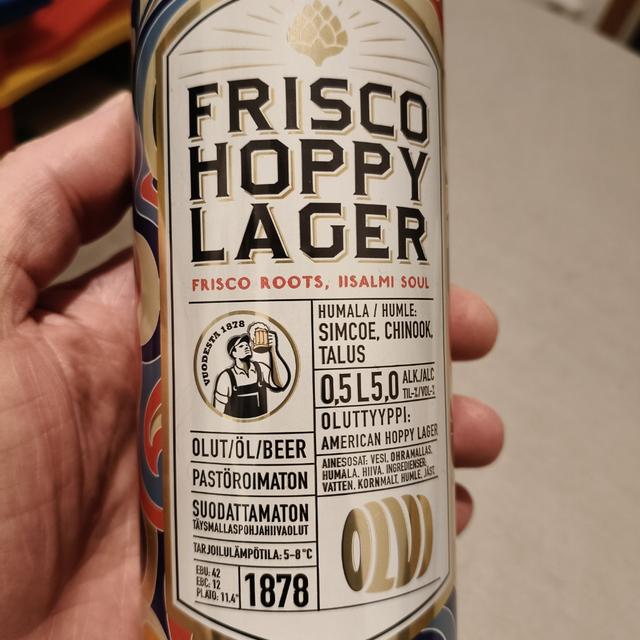 FRISCO
HOPPY
LAGER
FRISCO ROOTS, IISALMI SOUL
VUODESTA 1878
OLUT/ÖL/BEER
PASTÖROIMATON
SUODATTAMATON
TÄYSMALLASPOHJAHIIVAOLUT
TARJOILULÄMPÖTILA: 5-8 °C
EBU: 42
EBC: 12
PLATO: 11.4°
1878
HUMALA / HUMLE:
SIMCOE, CHINOOK,
TALUS
0,5 L 5,0 ALK./ALC
TIL-%/VOL-%
OLUTTYYPPI:
AMERICAN HOPPY LAGER
AINESOSAT: VESI, OHRAMALLAS,
HUMALA, HIIVA. INGREDIENSER:
VATTEN, KORNMALT, HUMLE, JÄST.
OLVI